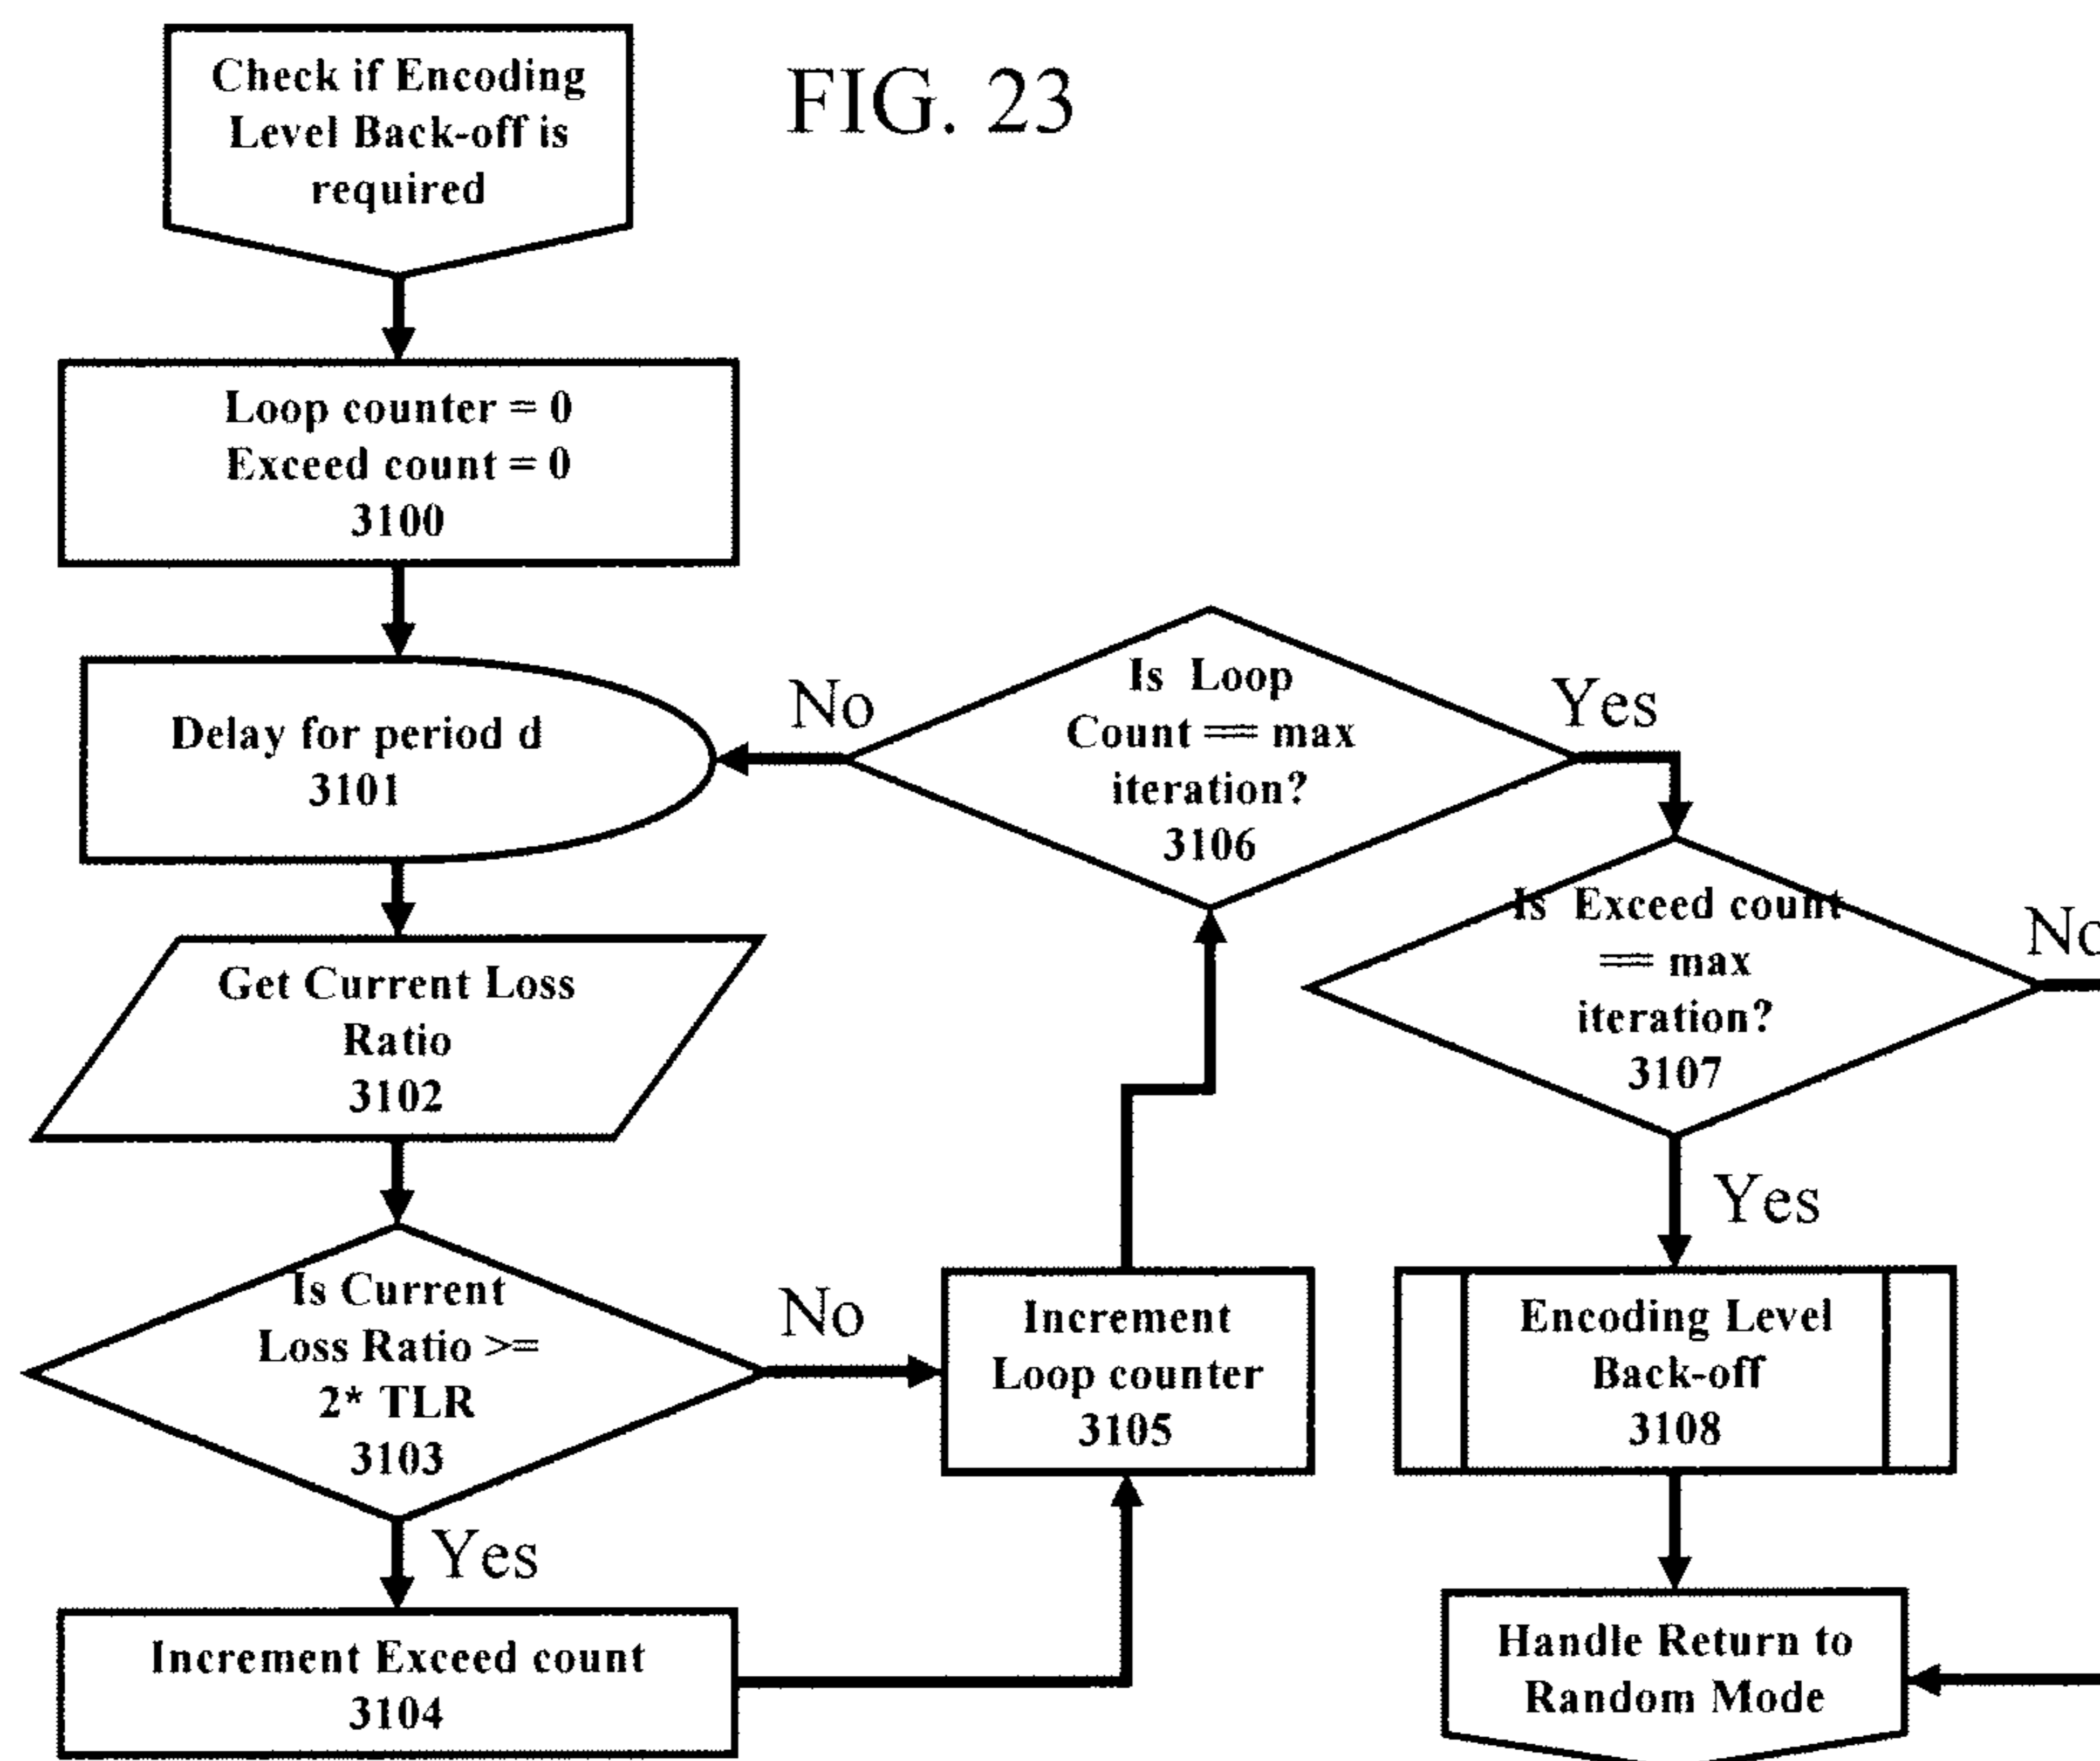 FIG. 23
Check if Encoding
Level Back-off is
required
Loop counter = 0
Exceed count = 0
3100
Delay for period d
3101
Get Current Loss
Ratio
3102
Is Current
Loss Ratio >=
2* TLR
3103
No
Yes
Increment Exceed count
3104
Increment
Loop counter
3105
Is Loop
Count == max
iteration?
3106
No
Yes
Is Exceed count
== max
iteration?
3107
No
Yes
Encoding Level
Back-off
3108
Handle Return to
Random Mode